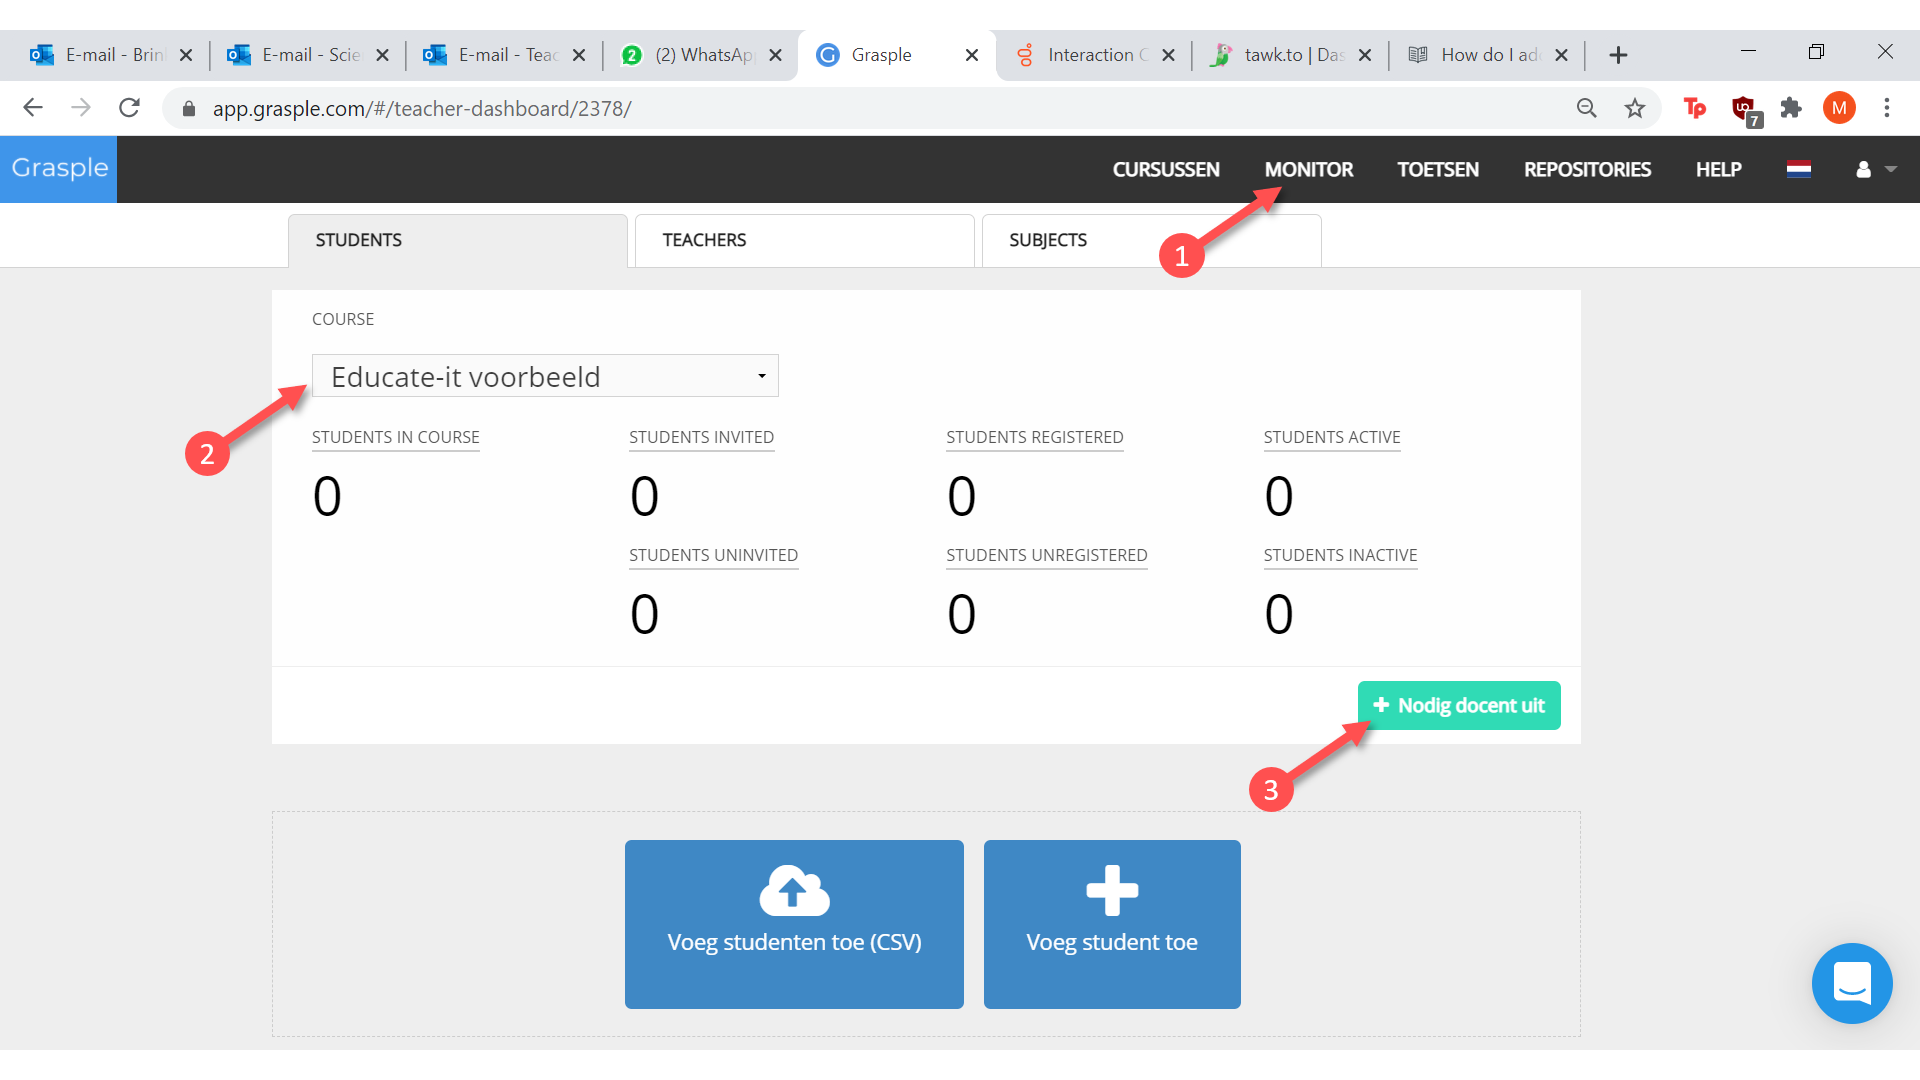 E-mail - Brin
E-mail - Scie
E-mail - Teac
2 (2) WhatsAp
G Grasple
Interaction C
tawk.to | Das
How do I ad
app.grasple.com/#/teacher-dashboard/2378/
Tp
7
M
Grasple
CURSUSSEN MONITOR TOETSEN REPOSITORIES HELP
STUDENTS TEACHERS SUBJECTS
1
COURSE
Educate-it voorbeeld
2
STUDENTS IN COURSE STUDENTS INVITED STUDENTS REGISTERED STUDENTS ACTIVE
0 0 0 0
STUDENTS UNINVITED STUDENTS UNREGISTERED STUDENTS INACTIVE
0 0 0
+ Nodig docent uit
3
Voeg studenten toe (CSV) Voeg student toe